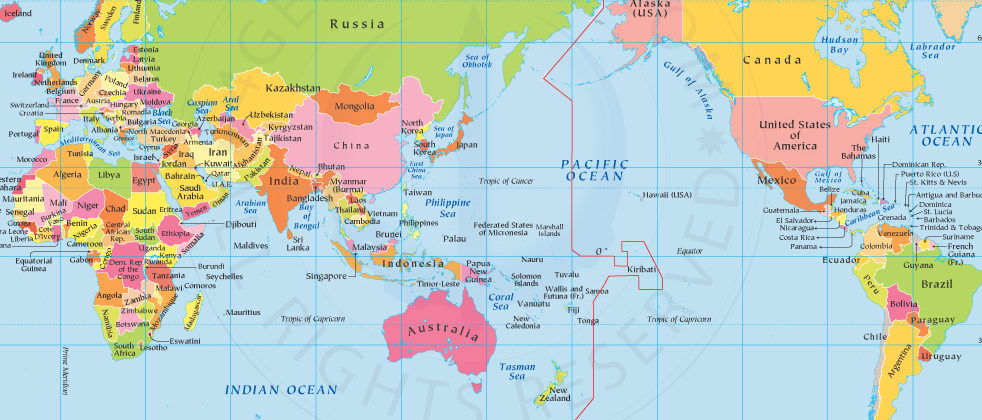 Iceland
Norway
Sweden
Finland
Russia
Alaska
(USA)
Canada
Hudson
Bay
Labrador
Sea
Gulf of Alaska
Sea of
Okhotsk
United
Kingdom
Denmark
Estonia
Latvia
Lithuania
Belarus
Ireland
Netherlands
Belgium
Germany
Poland
Czechia
Ukraine
France
Austria
Hungary
Moldova
Switzerland
Croatia
Italy
Serbia
Romania
Bulgaria
Black
Sea
Georgia
Caspian
Sea
Aral
Sea
Kazakhstan
Mongolia
Portugal
Spain
Albania
North Macedonia
Greece
Turkey
Armenia
Azerbaijan
Uzbekistan
Turkmenistan
Kyrgyzstan
Tajikistan
China
North
Korea
South
Korea
Sea of
Japan
Japan
East
China
Sea
Mediterranean Sea
Cyprus
Syria
Israel
Jordan
Iraq
Iran
Kuwait
Afghanistan
Pakistan
Nepal
Bhutan
Morocco
Tunisia
Algeria
Libya
Egypt
Bahrain
Qatar
Saudi
Arabia
U.A.E.
India
Bangladesh
Myanmar
(Burma)
Laos
Thailand
Vietnam
Cambodia
Taiwan
Philippine
Sea
Philippines
PACIFIC
OCEAN
Tropic of Cancer
Hawaii (USA)
United States
of
America
ATLANTIC
OCEAN
Haiti
The
Bahamas
Mexico
Gulf of
Mexico
Dominican Rep.
Puerto Rico (U.S)
St. Kitts & Nevis
Antigua and Barbuda
Dominica
St. Lucia
Barbados
Trinidad & Tobago
Belize
Cuba
Jamaica
Honduras
Guatemala
El Salvador
Nicaragua
Costa Rica
Panama
Caribbean Sea
Grenada
Venezuela
Suriname
French
Guiana
(Fr.)
Guyana
Colombia
Ecuador
Peru
Brazil
Bolivia
Paraguay
Chile
Argentina
Uruguay
Western
Sahara
Mauritania
Mali
Niger
Chad
Sudan
Eritrea
Yemen
Senegal
Burkina
Faso
Benin
Nigeria
Liberia
Cote
D'Ivore
Cameroon
Central
African
Rep.
South
Sudan
Ethiopia
Somalia
Djibouti
Arabian
Sea
Maldives
Sri
Lanka
Bay
of
Bengal
Equatorial
Guinea
Gabon
Congo
Dem. Rep.
of the
Congo
Uganda
Kenya
Rwanda
Burundi
Tanzania
Seychelles
Comoros
Angola
Zambia
Malawi
Mozambique
Zimbabwe
Namibia
Botswana
Madagascar
Mauritius
South
Africa
Lesotho
Eswatini
Brunei
Malaysia
Singapore
Indonesia
Palau
Federated States
of Micronesia
Marshall
Islands
Nauru
Papua
New
Guinea
Timor-Leste
Solomon
Islands
Tuvalu
Kiribati
0°
Equator
Wallis and
Futuna (Fr.)
Samoa
Coral
Sea
Vanuatu
Fiji
New
Caledonia
Tonga
Tropic of Capricorn
Tropic of Capricorn
Australia
Tasman
Sea
New
Zealand
INDIAN OCEAN
Prime Meridian
RIGHTS RESERVED